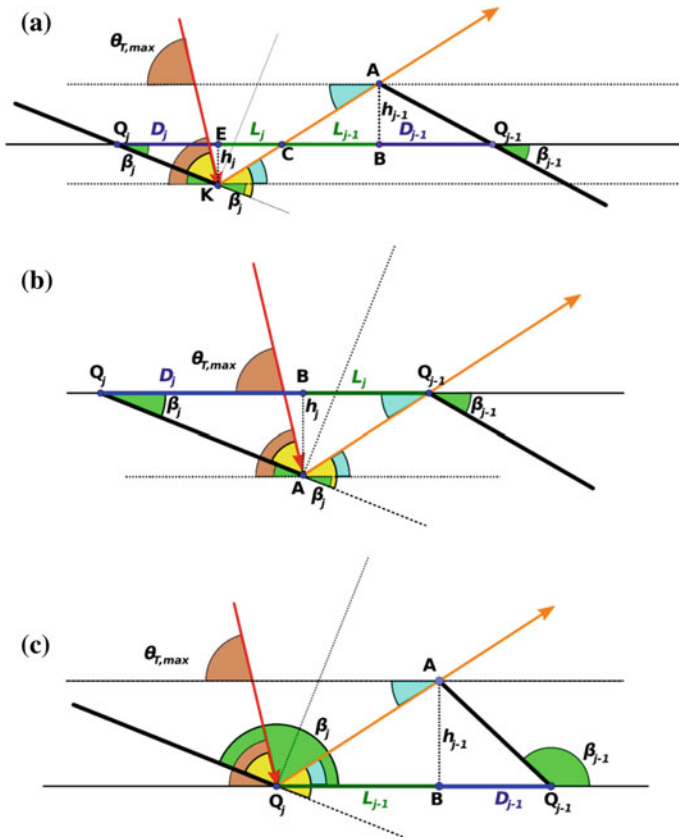 (a)
θT,max
A
Qj Dj E Lj Lj-1 hj-1 Dj-1 Qj-1
βj hj C B βj-1
K βj
(b)
θT,max
Qj Dj B Lj Qj-1
βj hj βj-1
A βj
(c)
θT,max
A
βj hj-1 βj-1
Qj Lj-1 B Dj-1 Qj-1